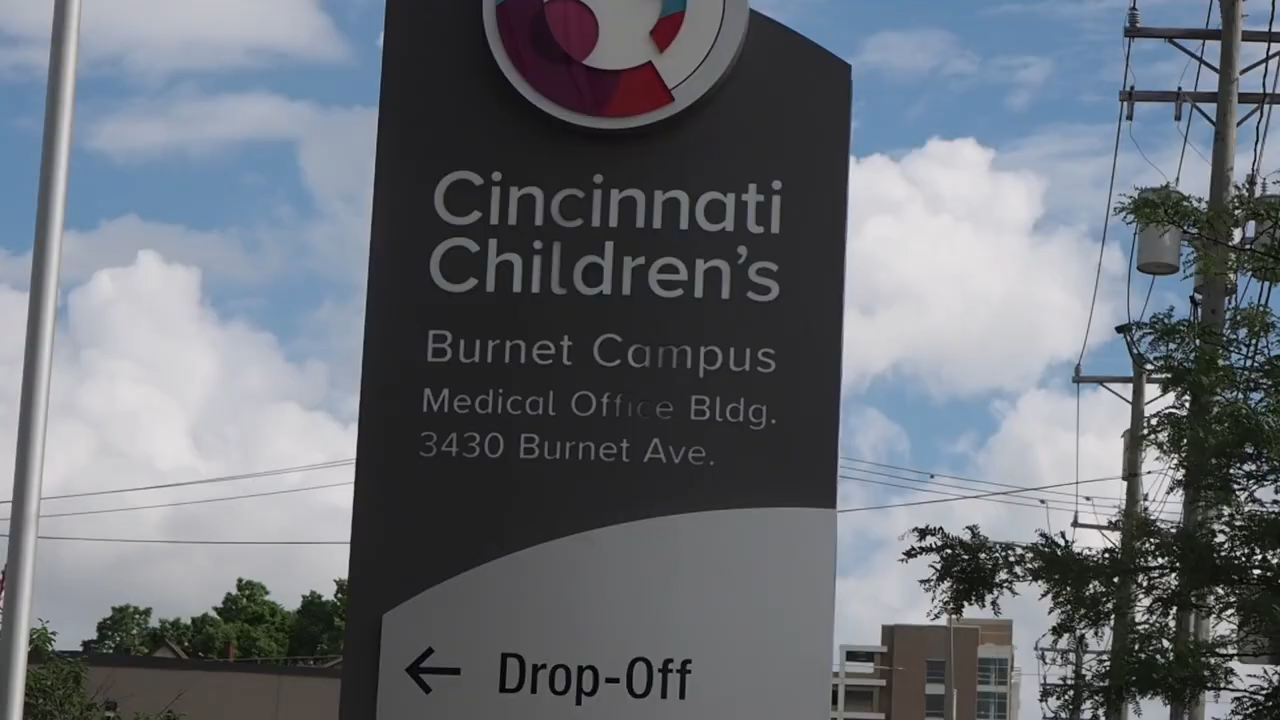 Cincinnati
Children's
Burnet Campus
Medical Office Bldg.
3430 Burnet Ave.
← Drop-Off